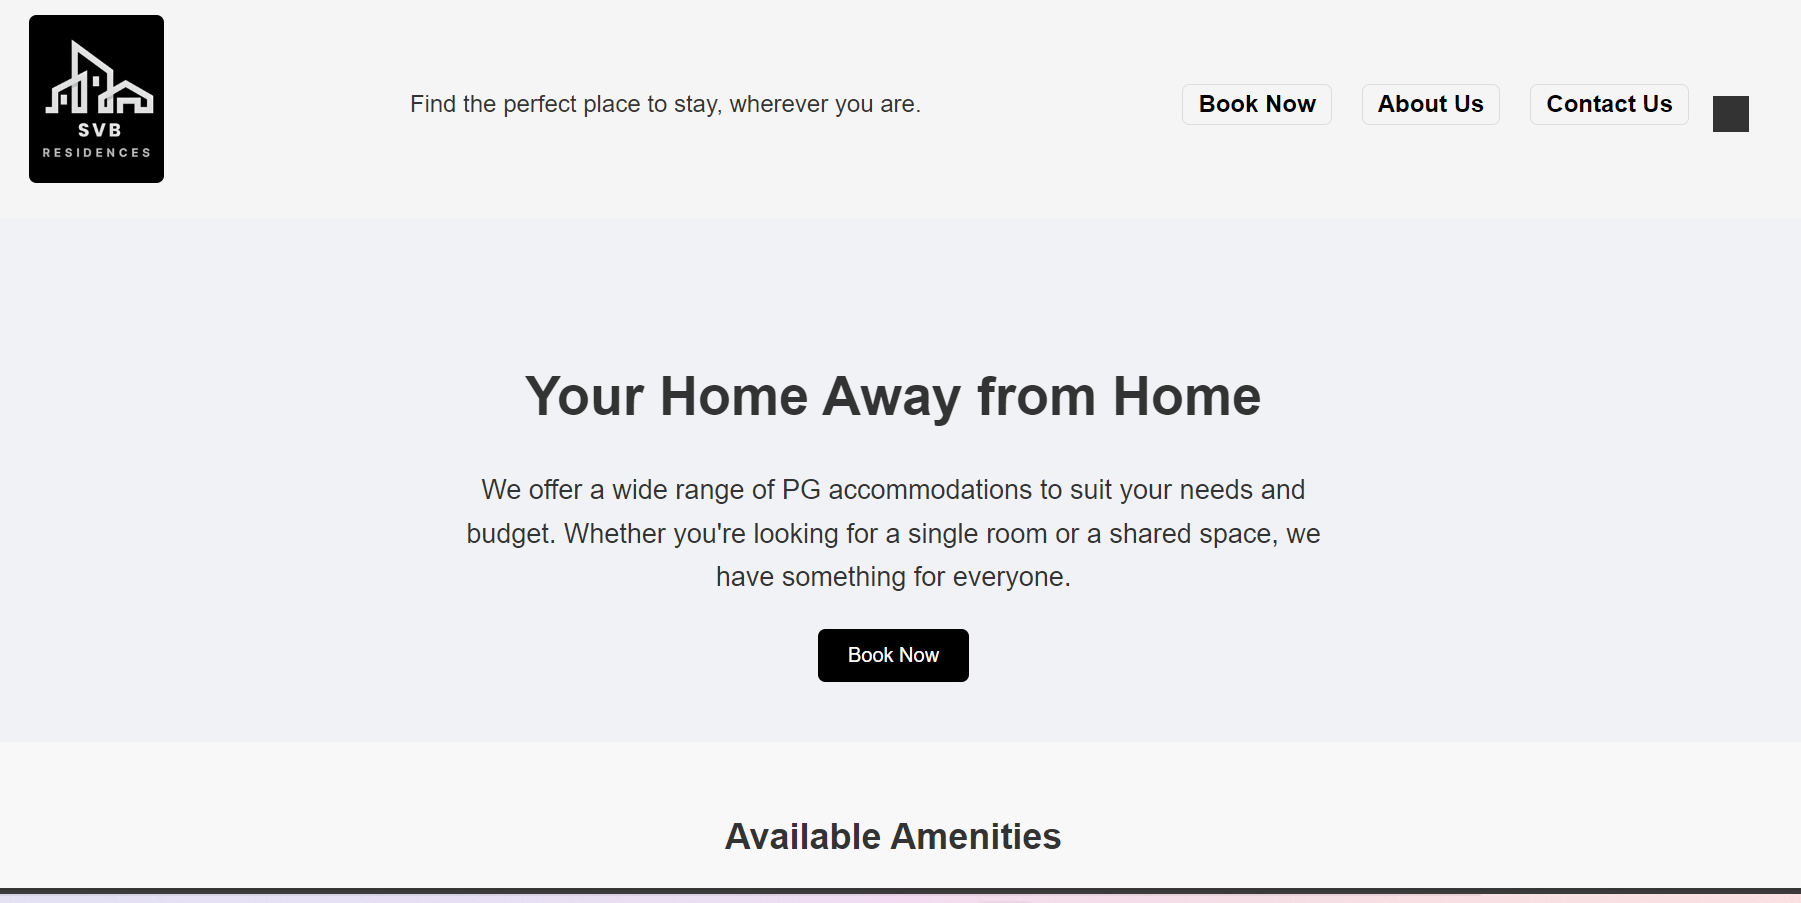 SVB
RESIDENCES
Find the perfect place to stay, wherever you are.
Book Now
About Us
Contact Us
Your Home Away from Home
We offer a wide range of PG accommodations to suit your needs and
budget. Whether you're looking for a single room or a shared space, we
have something for everyone.
Book Now
Available Amenities